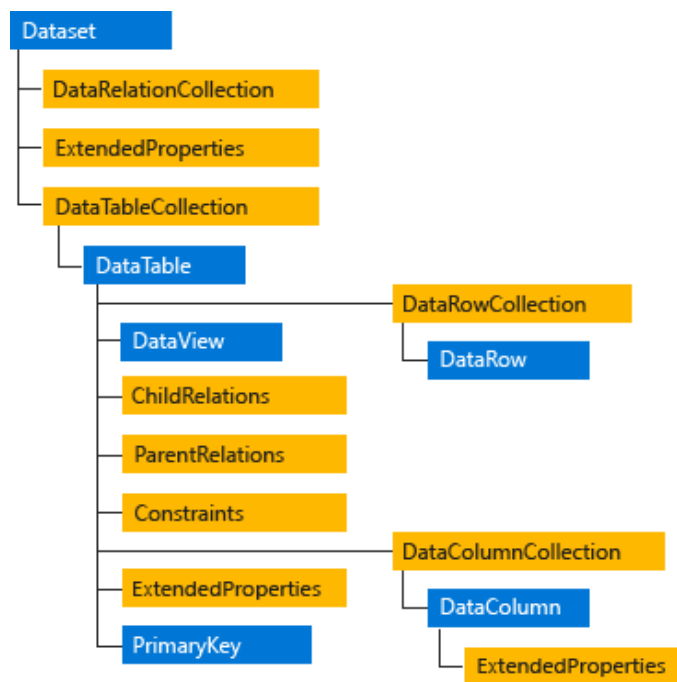 Dataset
DataRelationCollection
ExtendedProperties
DataTableCollection
DataTable
DataRowCollection
DataView
DataRow
ChildRelations
ParentRelations
Constraints
DataColumnCollection
ExtendedProperties
DataColumn
PrimaryKey
ExtendedProperties